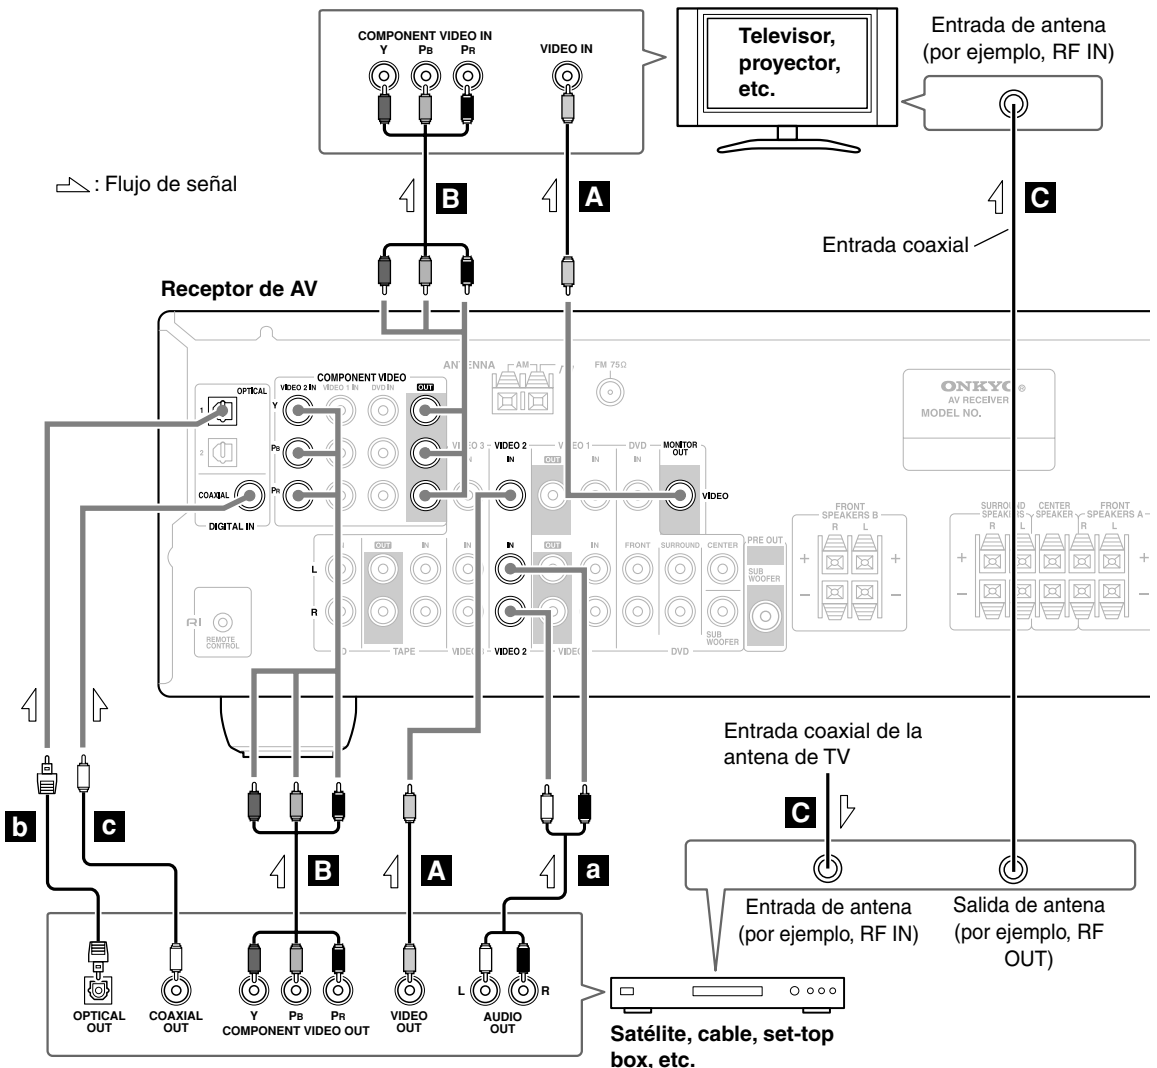 COMPONENT VIDEO IN
Y PB PR
VIDEO IN
Televisor,
proyector,
etc.
Entrada de antena
(por ejemplo, RF IN)
: Flujo de señal
B
A
C
Entrada coaxial
Receptor de AV
ANTENNA
AM
FM 75Ω
COMPONENT VIDEO
OPTICAL
VIDEO 2 IN
VIDEO 1 IN
DVD IN
OUT
1
Y
2
PB
COAXIAL
PR
DIGITAL IN
VIDEO 3
VIDEO 2
VIDEO 1
DVD
MONITOR
OUT
IN
IN
OUT
IN
IN
VIDEO
ONKYO ®
AV RECEIVER
MODEL NO.
FRONT
SPEAKERS B
R L
SURROUND
SPEAKERS
R L
CENTER
SPEAKER
FRONT
SPEAKERS A
R L
IN
OUT
IN
IN
IN
OUT
IN
FRONT
SURROUND
CENTER
PRE OUT
SUB
WOOFER
L
R
+
–
+
–
+
–
+
–
RI
REMOTE
CONTROL
SUB
WOOFER
TAPE
VIDEO 3
VIDEO 2
VIDEO
DVD
Entrada coaxial de la
antena de TV
b
c
B
A
a
C
Entrada de antena
(por ejemplo, RF IN)
Salida de antena
(por ejemplo, RF
OUT)
OPTICAL
OUT
COAXIAL
OUT
Y PB PR
COMPONENT VIDEO OUT
VIDEO
OUT
L R
AUDIO
OUT
Satélite, cable, set-top
box, etc.